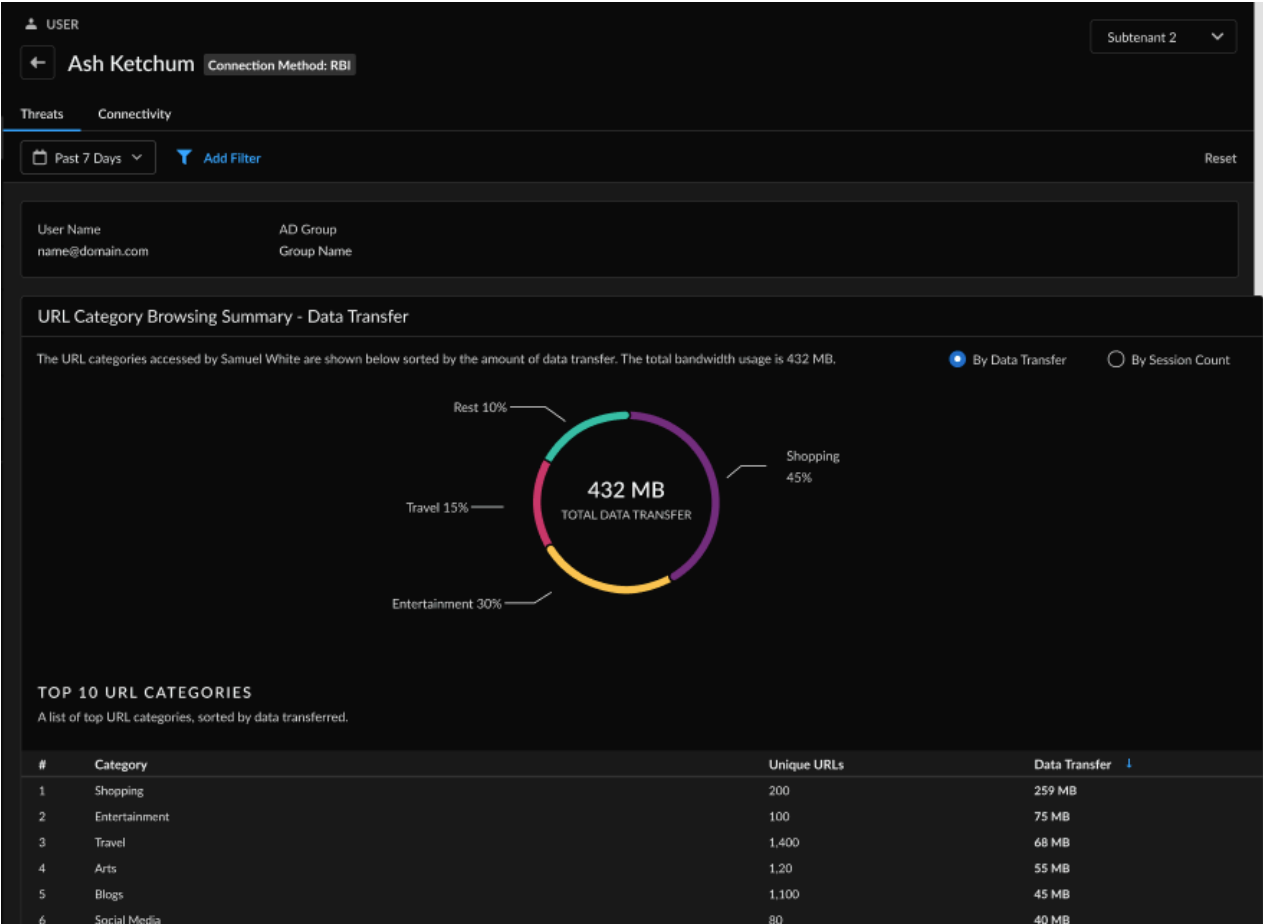 USER
Subtenant 2
Ash Ketchum Connection Method: RBI
Threats Connectivity
Past 7 Days Add Filter Reset
User Name AD Group
name@domain.com Group Name
URL Category Browsing Summary - Data Transfer
The URL categories accessed by Samuel White are shown below sorted by the amount of data transfer. The total bandwidth usage is 432 MB. By Data Transfer By Session Count
Rest 10%
Shopping
45%
432 MB
TOTAL DATA TRANSFER
Travel 15%
Entertainment 30%
TOP 10 URL CATEGORIES
A list of top URL categories, sorted by data transferred.
# Category Unique URLs Data Transfer ↓
1 Shopping 200 259 MB
2 Entertainment 100 75 MB
3 Travel 1,400 68 MB
4 Arts 1,20 55 MB
5 Blogs 1,100 45 MB
6 Social Media 80 40 MB